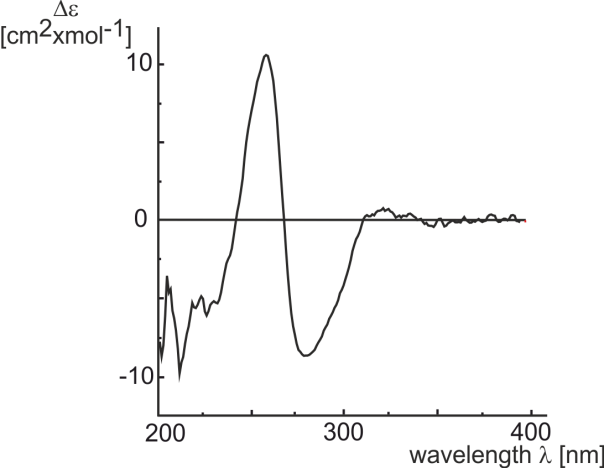 Δε
[cm2xmol-1]
10
0
-10
200
300
400
wavelength λ [nm]